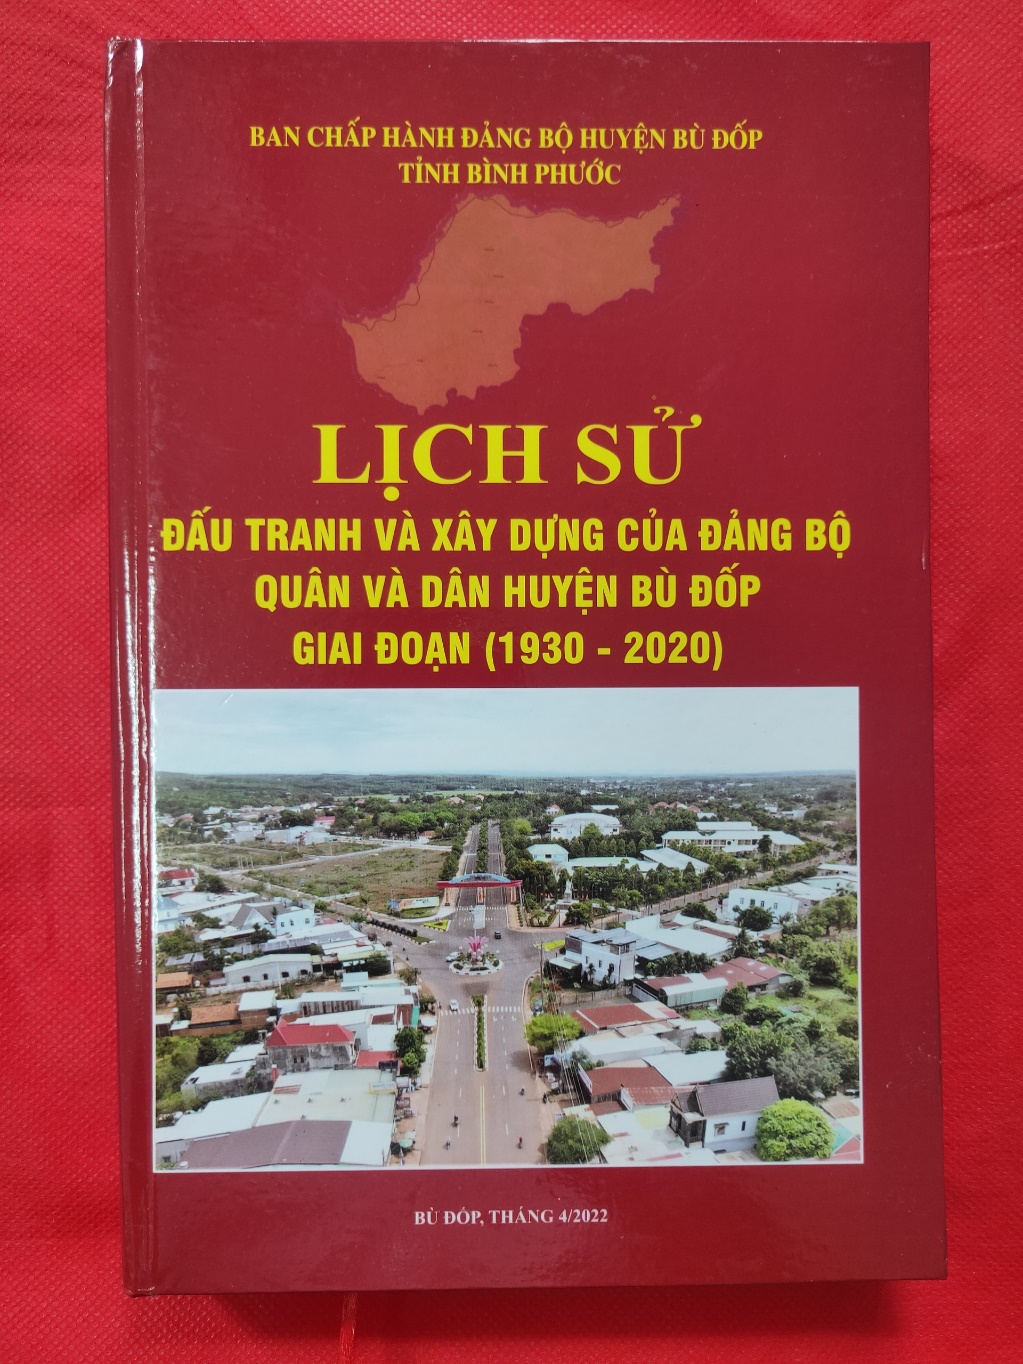 BAN CHẤP HÀNH ĐẢNG BỘ HUYỆN BÙ ĐỐP
TỈNH BÌNH PHƯỚC
LỊCH SỬ
ĐẤU TRANH VÀ XÂY DỰNG CỦA ĐẢNG BỘ
QUÂN VÀ DÂN HUYỆN BÙ ĐỐP
GIAI ĐOẠN (1930 - 2020)
BÙ ĐỐP, THÁNG 4/2022